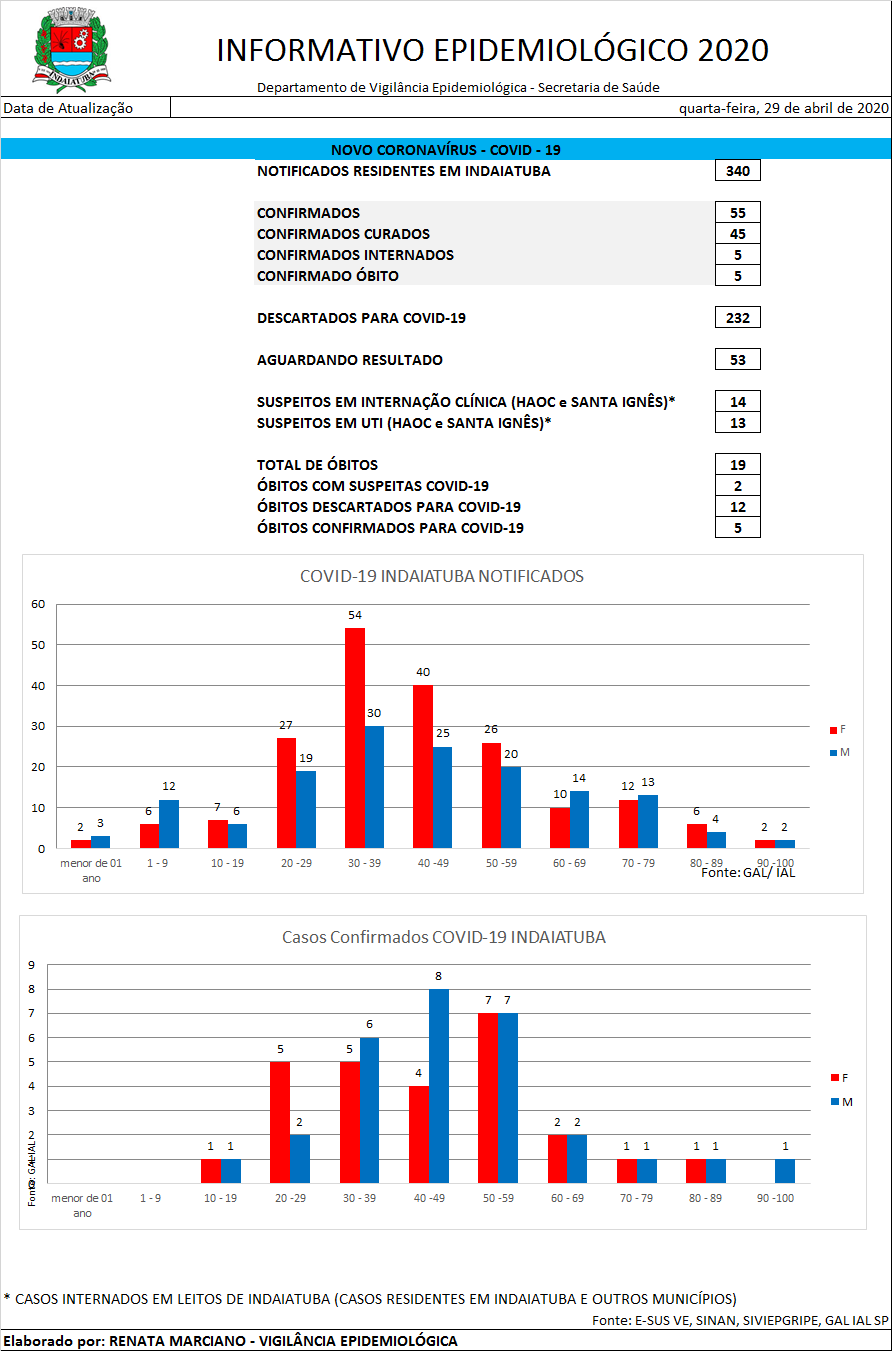 INDAIATUBA
INFORMATIVO EPIDEMIOLÓGICO 2020
Departamento de Vigilância Epidemiológica - Secretaria de Saúde
Data de Atualização quarta-feira, 29 de abril de 2020
NOVO CORONAVÍRUS - COVID - 19
NOTIFICADOS RESIDENTES EM INDAIATUBA 340
CONFIRMADOS 55
CONFIRMADOS CURADOS 45
CONFIRMADOS INTERNADOS 5
CONFIRMADO ÓBITO 5
DESCARTADOS PARA COVID-19 232
AGUARDANDO RESULTADO 53
SUSPEITOS EM INTERNAÇÃO CLÍNICA (HAOC e SANTA IGNÊS)* 14
SUSPEITOS EM UTI (HAOC e SANTA IGNÊS)* 13
TOTAL DE ÓBITOS 19
ÓBITOS COM SUSPEITAS COVID-19 2
ÓBITOS DESCARTADOS PARA COVID-19 12
ÓBITOS CONFIRMADOS PARA COVID-19 5
COVID-19 INDAIATUBA NOTIFICADOS
60
50
40
30
20
10
0
2 3 6 12 7 6 27 19 54 30 40 25 26 20 10 14 12 13 6 4 2 2
F
M
menor de 01 ano 1 - 9 10 - 19 20 -29 30 - 39 40 -49 50 -59 60 - 69 70 - 79 80 - 89 90 -100
Fonte: GAL/ IAL
Casos Confirmados COVID-19 INDAIATUBA
9
8
7
6
5
4
3
2
1 1 5 2 5 6 4 8 7 7 2 2 1 1 1 1 1
F
M
Fonte: GAL IAL
menor de 01 ano 1 - 9 10 - 19 20 -29 30 - 39 40 -49 50 -59 60 - 69 70 - 79 80 - 89 90 -100
* CASOS INTERNADOS EM LEITOS DE INDAIATUBA (CASOS RESIDENTES EM INDAIATUBA E OUTROS MUNICÍPIOS)
Fonte: E-SUS VE, SINAN, SIVIEPGRIPE, GAL IAL SP
Elaborado por: RENATA MARCIANO - VIGILÂNCIA EPIDEMIOLÓGICA